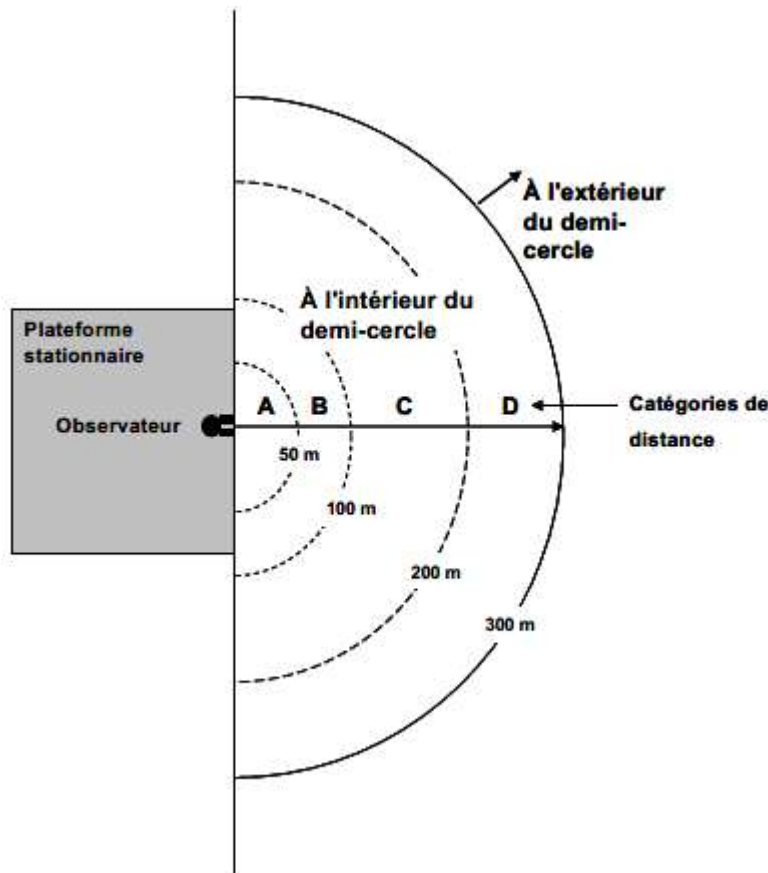 À l'extérieur
du demi-
cercle
À l'intérieur du
demi-cercle
Plateforme
stationnaire
Observateur
A B C D
Catégories de
distance
50 m
100 m
200 m
300 m